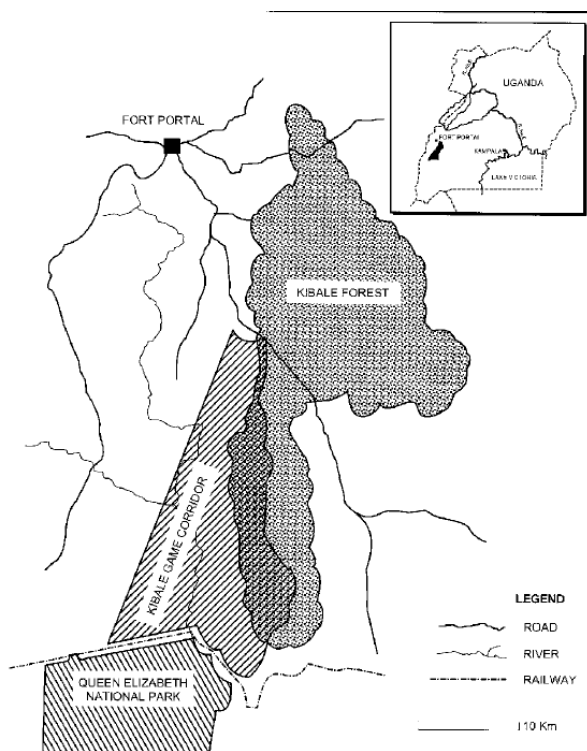 FORT PORTAL
UGANDA
FORT PORTAL
KAMPALA
LAKE VICTORIA
KIBALE FOREST
KIBALE GAME CORRIDOR
QUEEN ELIZABETH
NATIONAL PARK
LEGEND
ROAD
RIVER
RAILWAY
10 Km